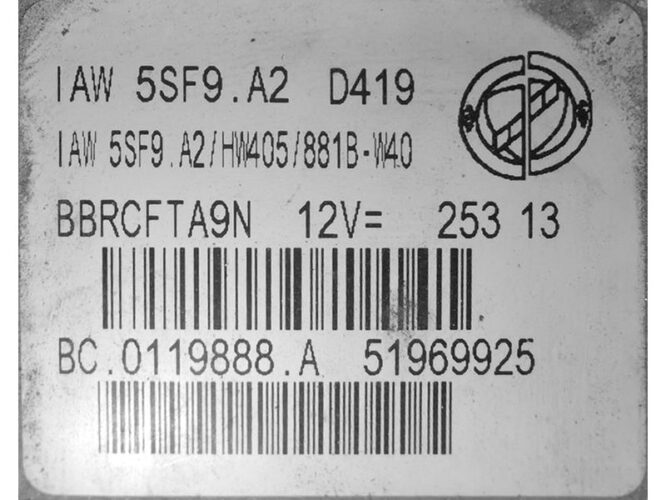 IAW 5SF9.A2 D419
IAW 5SF9.A2/HW405/881B-W40
BBRCFTA9N 12V= 253 13
BC.0119888.A 51969925